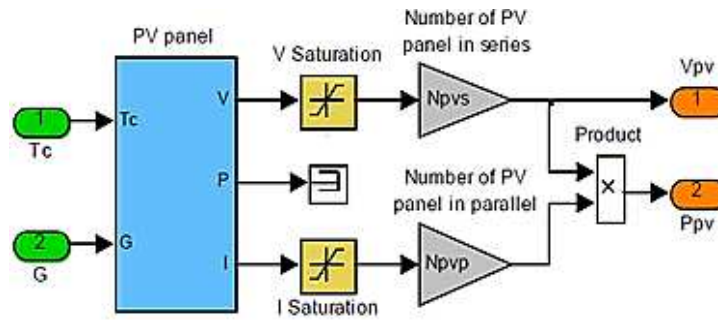 Number of PV
panel in series
PV panel
V Saturation
Vpv
V
Npvs
1
1
Tc
Tc
Product
P
Number of PV
panel in parallel
×
2
Ppv
2
G
G
I
Npvp
I Saturation